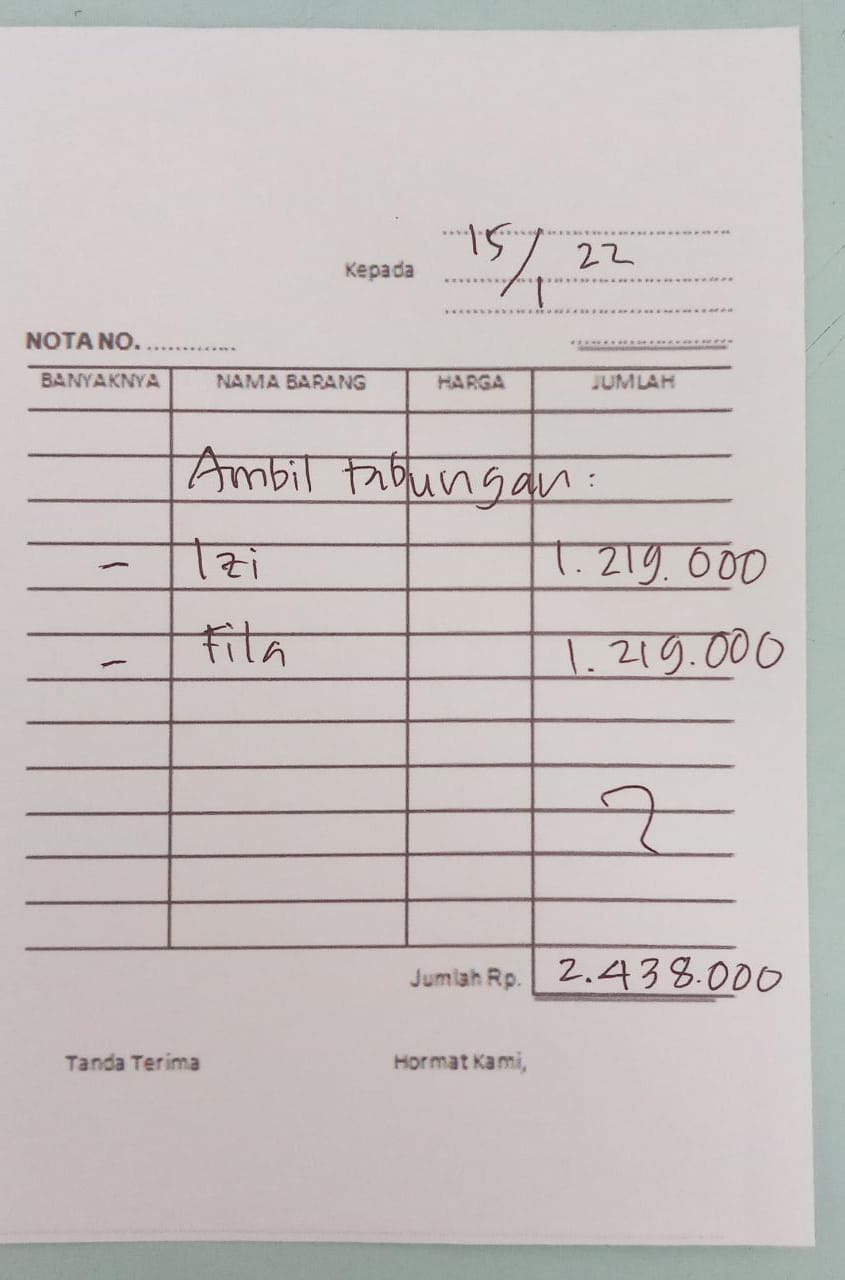 15/1 22
Kepada
NOTA NO. .............
BANYAKNYA NAMA BARANG HARGA JUMLAH
Ambil tabungan :
- Izi 1.219.000
- Fila 1.219.000
Jumlah Rp. 2.438.000
Tanda Terima Hormat Kami,